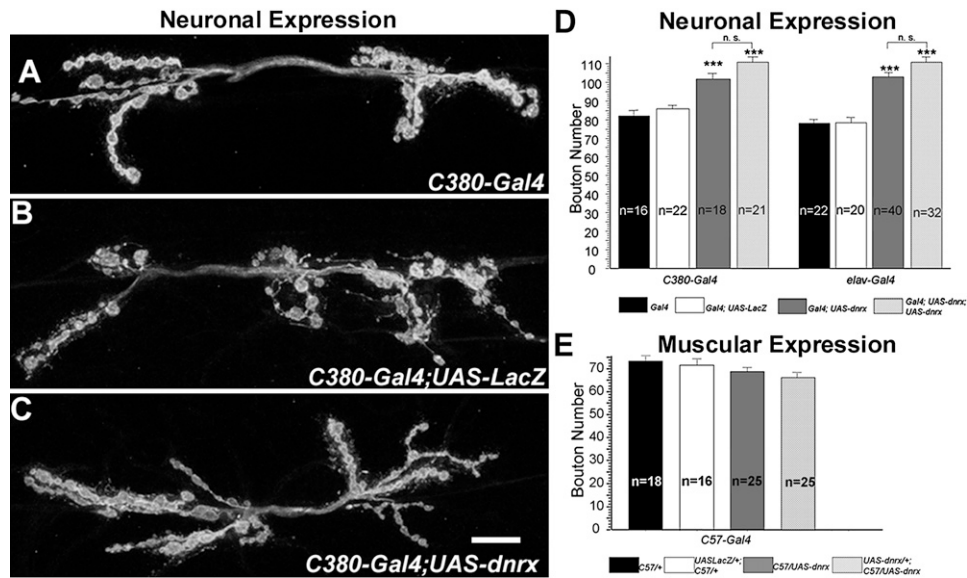 Neuronal Expression
A
C380-Gal4
B
C380-Gal4;UAS-LacZ
C
C380-Gal4;UAS-dnrx
D Neuronal Expression
n. s.
n. s.
*** *** *** ***
Bouton Number
110
100
90
80
70
60
50
40
30
20
10
0
n=16 n=22 n=18 n=21 n=22 n=20 n=40 n=32
C380-Gal4 elav-Gal4
Gal4 Gal4; UAS-LacZ Gal4; UAS-dnrx Gal4; UAS-dnrx;
UAS-dnrx
E Muscular Expression
Bouton Number
70
60
50
40
30
20
10
0
n=18 n=16 n=25 n=25
C57-Gal4
C57/+ UASLacZ/+; C57/+ C57/UAS-dnrx UAS-dnrx/+; C57/UAS-dnrx